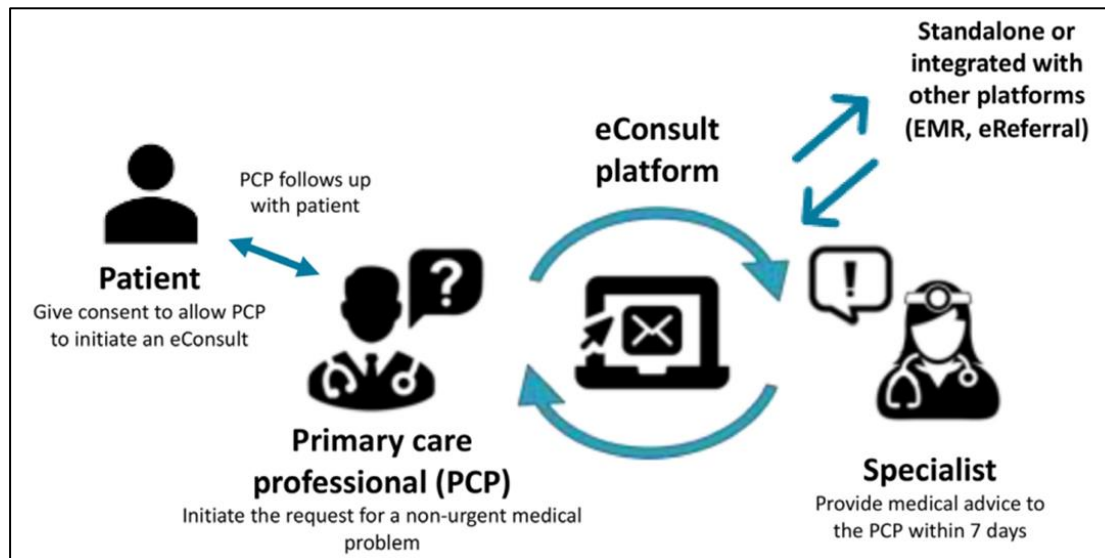 Standalone or
integrated with
other platforms
(EMR, eReferral)
eConsult
platform
PCP follows up
with patient
Patient
Give consent to allow PCP
to initiate an eConsult
?
!
Primary care
professional (PCP)
Initiate the request for a non-urgent medical
problem
Specialist
Provide medical advice to
the PCP within 7 days